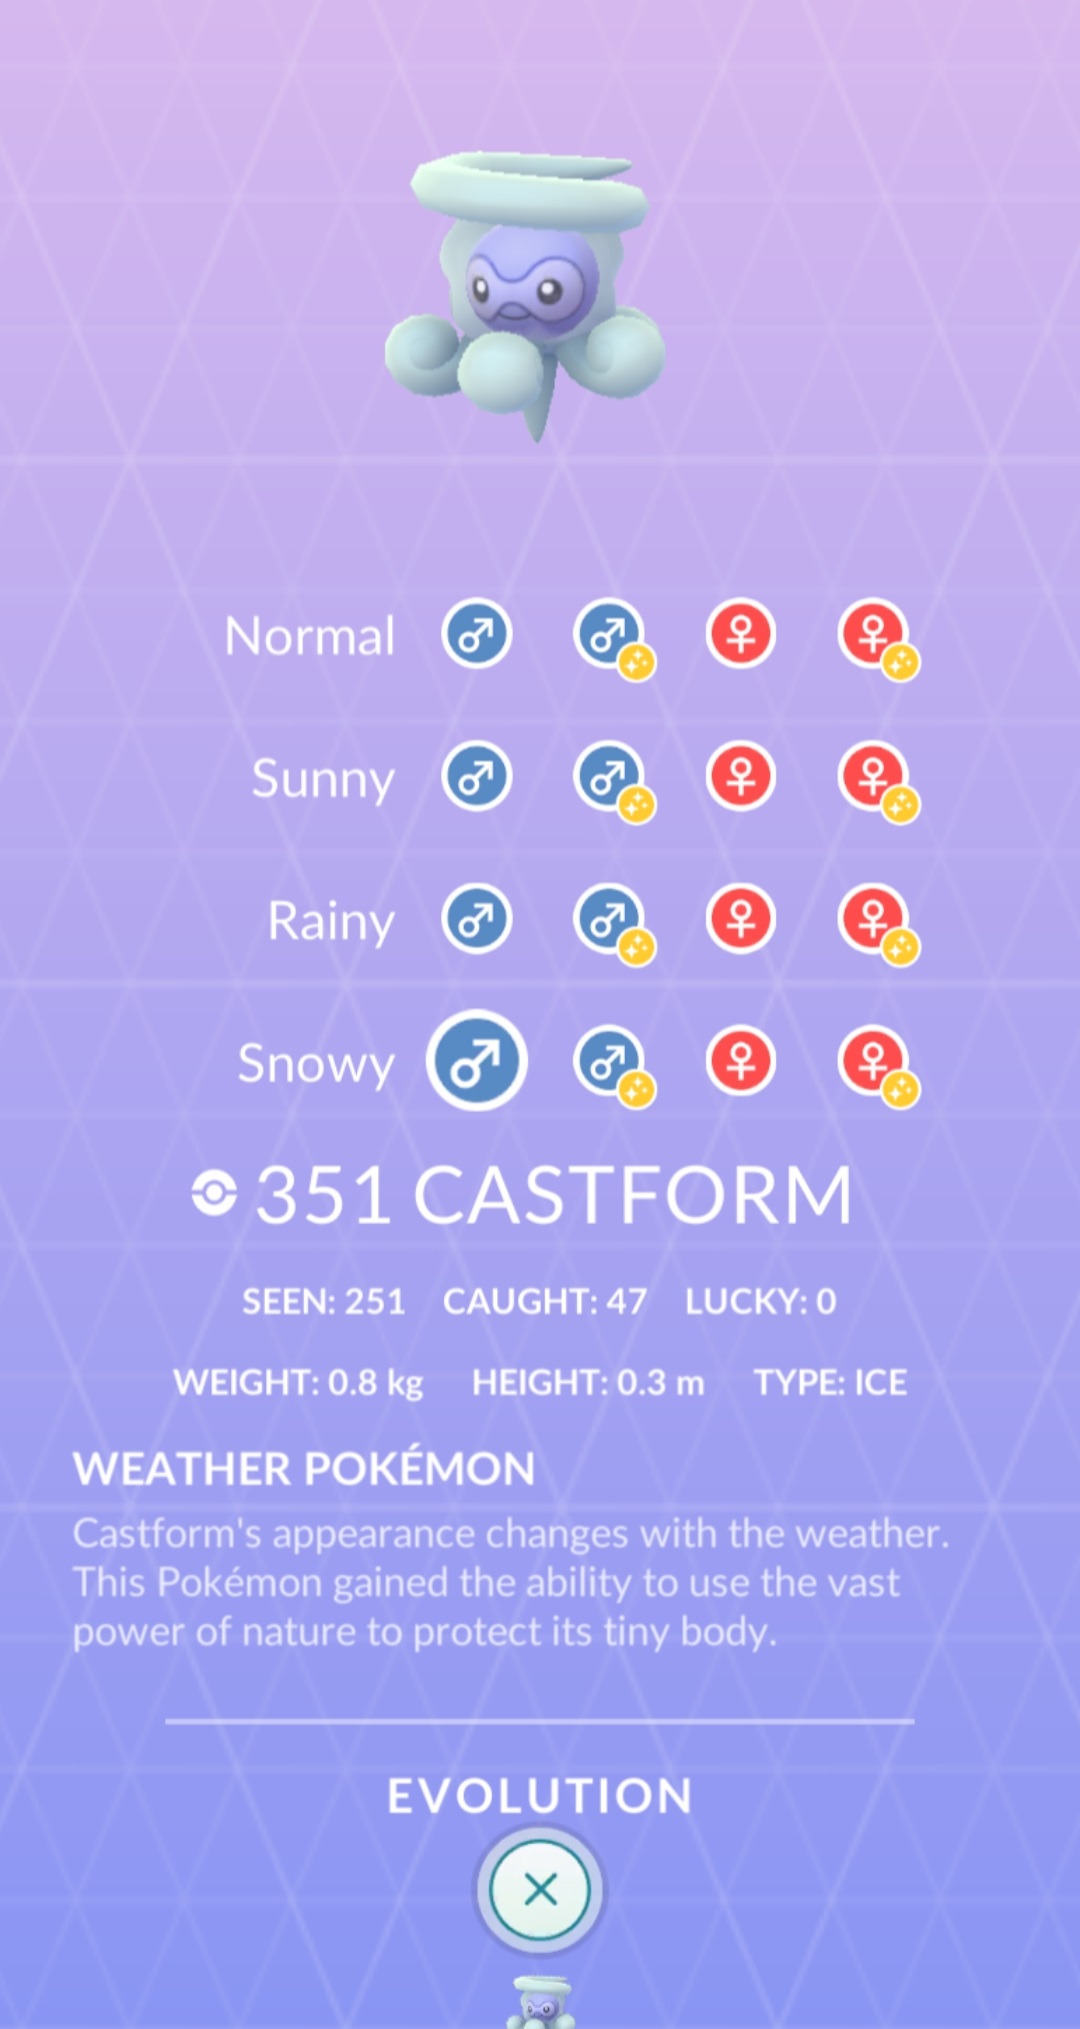 Normal
Sunny
Rainy
Snowy
351 CASTFORM
SEEN: 251 CAUGHT: 47 LUCKY: 0
WEIGHT: 0.8 kg HEIGHT: 0.3 m TYPE: ICE
WEATHER POKÉMON
Castform's appearance changes with the weather.
This Pokémon gained the ability to use the vast
power of nature to protect its tiny body.
EVOLUTION